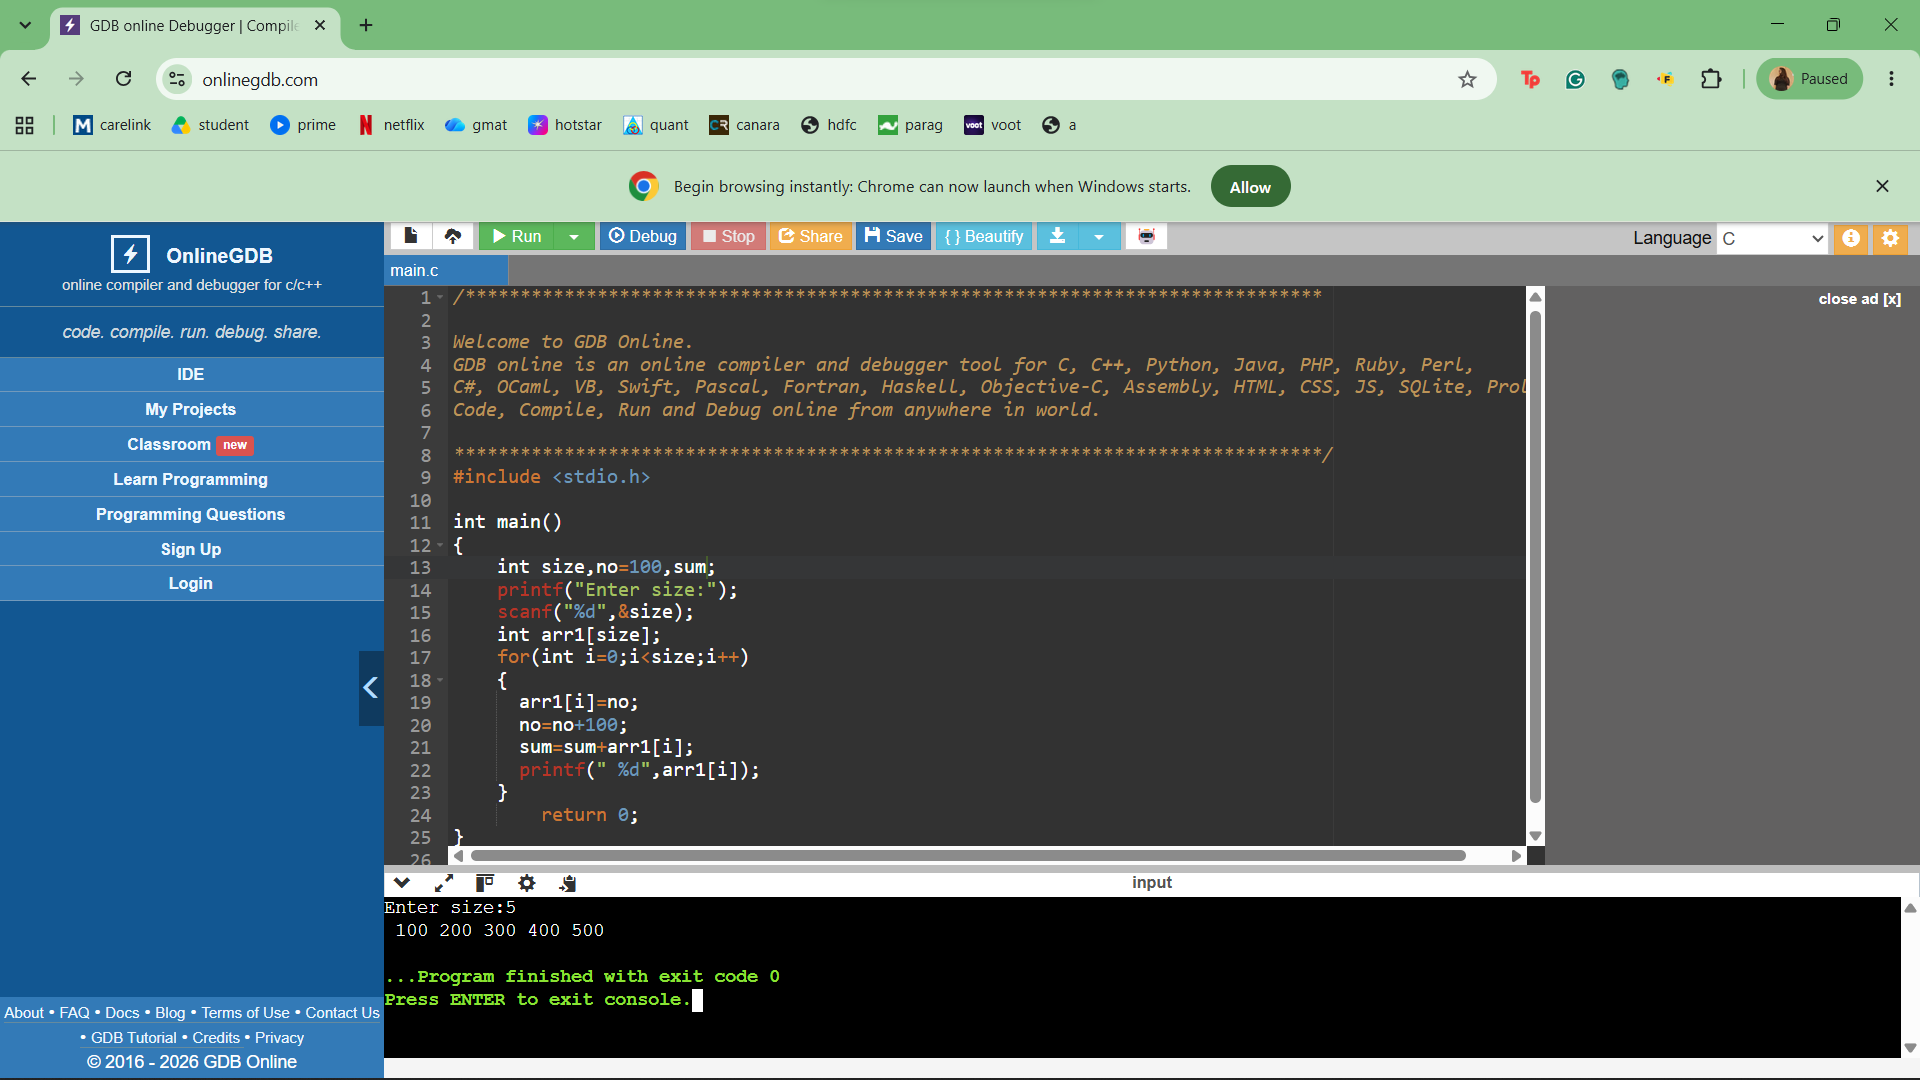 GDB online Debugger | Compile
onlinegdb.com
Paused
carelink student prime netflix gmat hotstar quant canara hdfc parag voot a
Begin browsing instantly: Chrome can now launch when Windows starts. Allow
OnlineGDB
online compiler and debugger for c/c++
code. compile. run. debug. share.
IDE
My Projects
Classroom new
Learn Programming
Programming Questions
Sign Up
Login
About • FAQ • Docs • Blog • Terms of Use • Contact Us
• GDB Tutorial • Credits • Privacy
© 2016 - 2026 GDB Online
Run Debug Stop Share Save { } Beautify
Language C
main.c
close ad [x]
1 /******************************************************************************
2
3 Welcome to GDB Online.
4 GDB online is an online compiler and debugger tool for C, C++, Python, Java, PHP, Ruby, Perl,
5 C#, OCaml, VB, Swift, Pascal, Fortran, Haskell, Objective-C, Assembly, HTML, CSS, JS, SQLite, Prol
6 Code, Compile, Run and Debug online from anywhere in world.
7
8 *******************************************************************************/
9 #include <stdio.h>
10
11 int main()
12 {
13 int size,no=100,sum;
14 printf("Enter size:");
15 scanf("%d",&size);
16 int arr1[size];
17 for(int i=0;i<size;i++)
18 {
19 arr1[i]=no;
20 no=no+100;
21 sum=sum+arr1[i];
22 printf(" %d",arr1[i]);
23 }
24 return 0;
25 }
26
input
Enter size:5
100 200 300 400 500
...Program finished with exit code 0
Press ENTER to exit console.